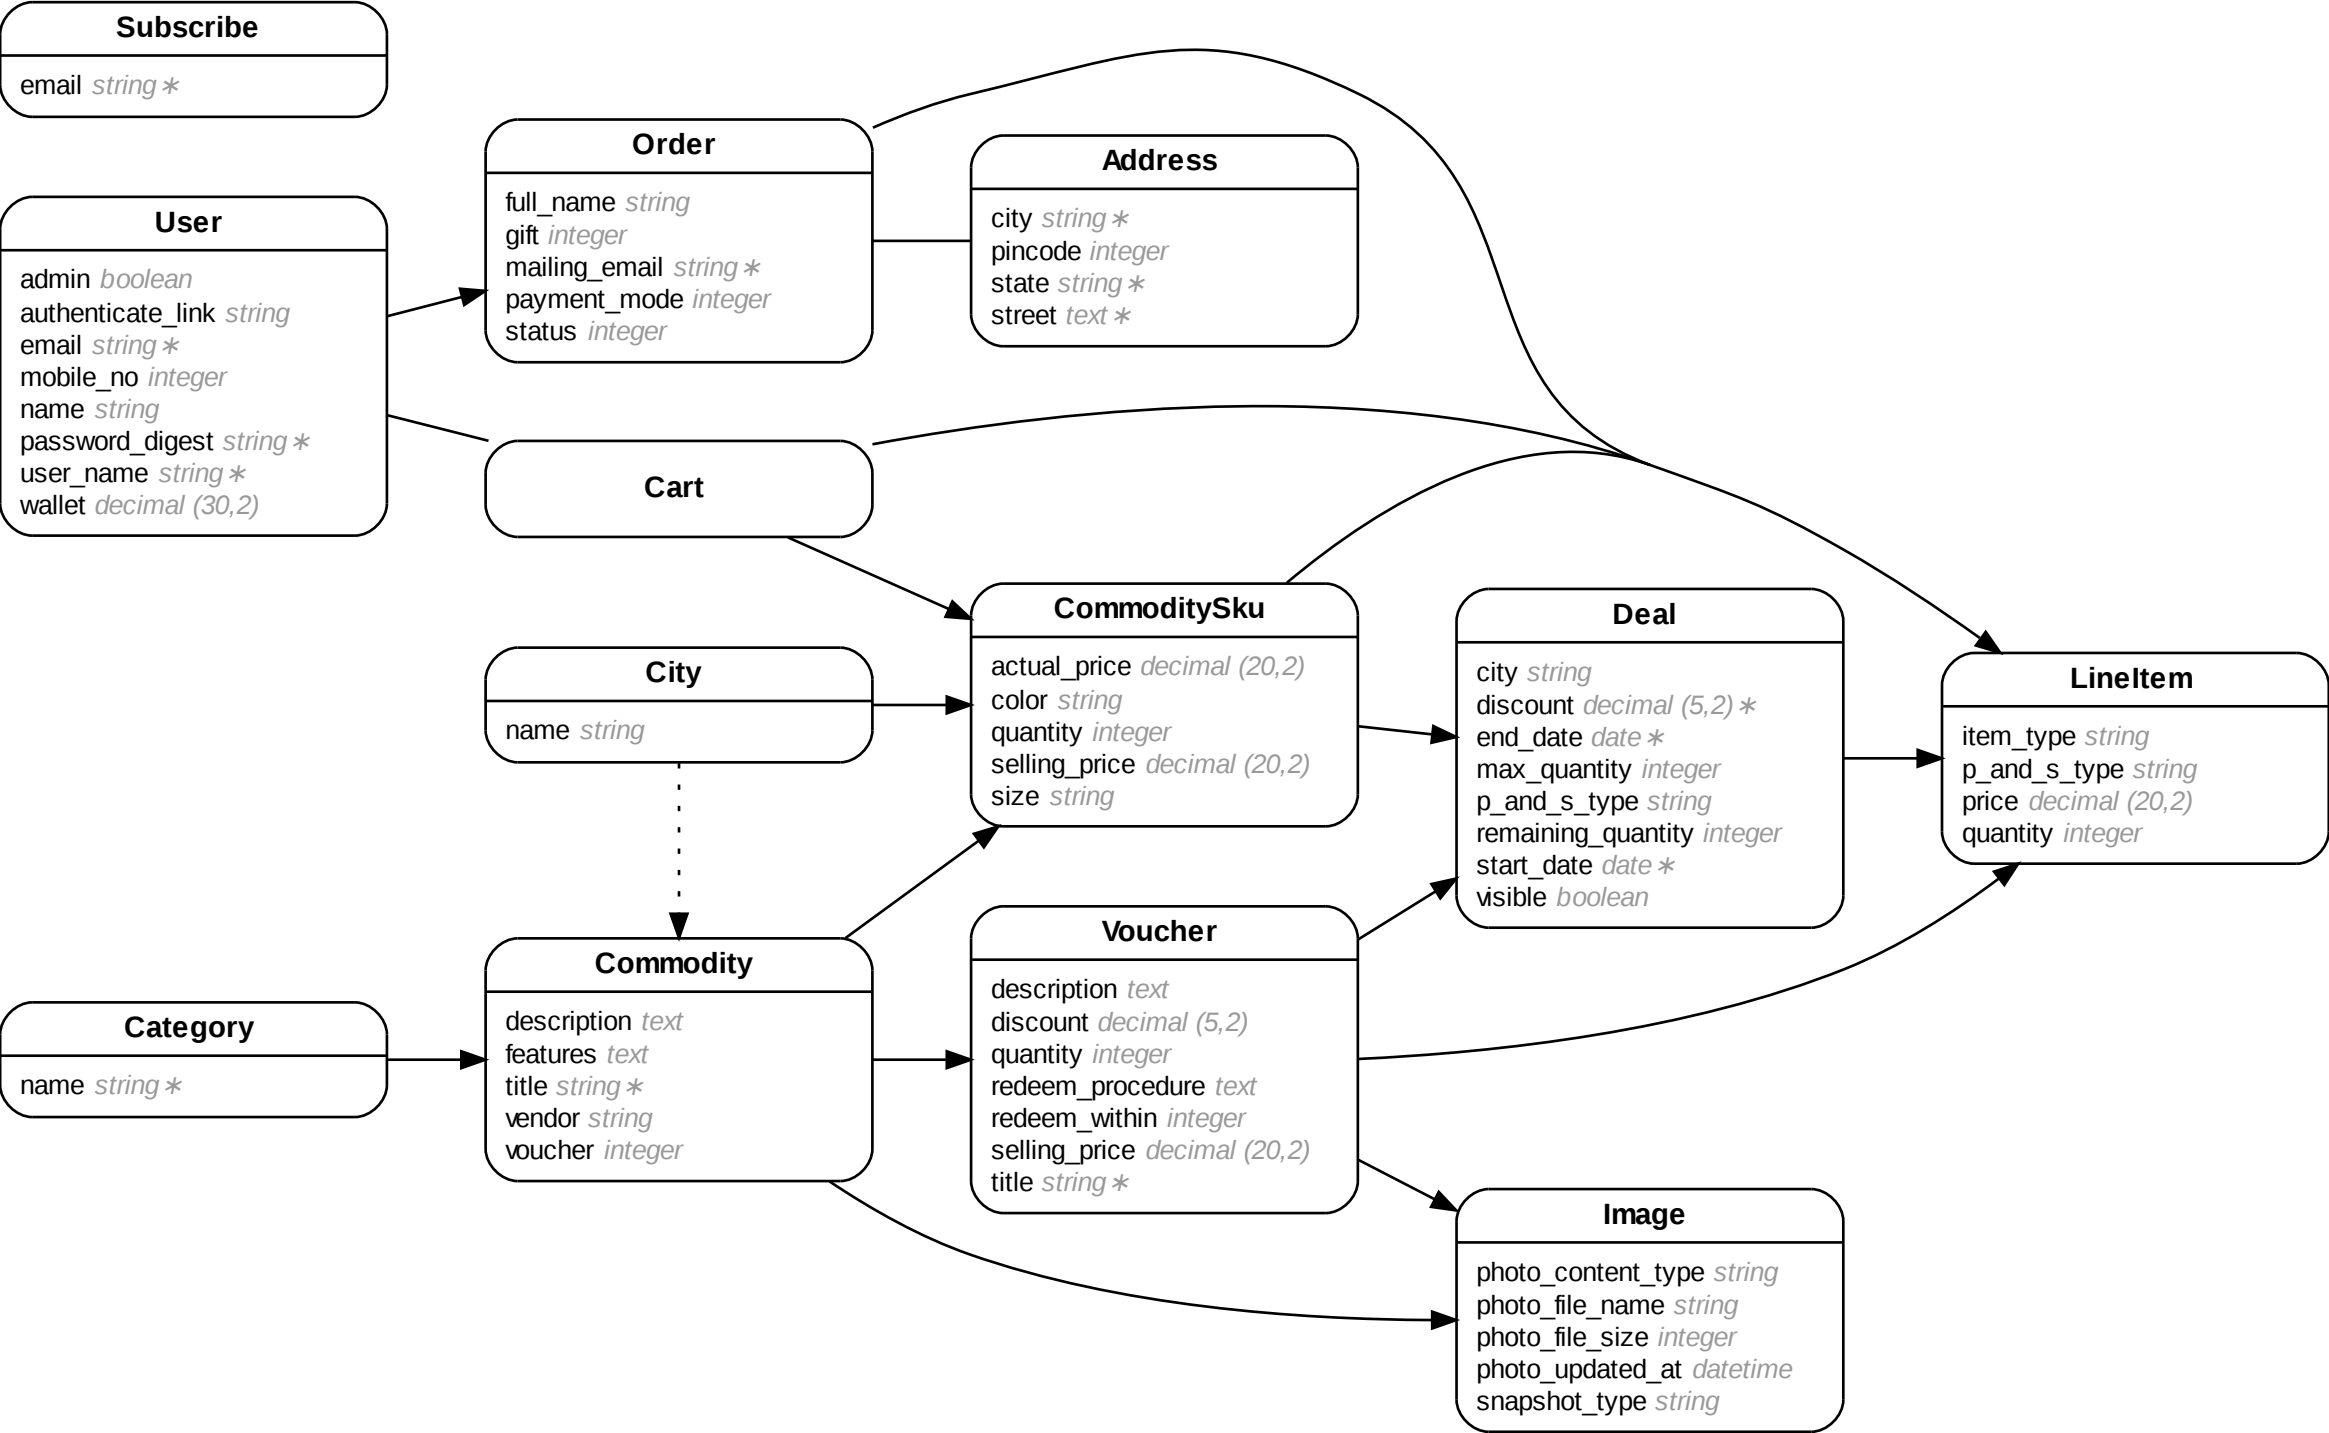 Subscribe
email string∗
User
admin boolean
authenticate_link string
email string∗
mobile_no integer
name string
password_digest string∗
user_name string∗
wallet decimal (30,2)
Order
full_name string
gift integer
mailing_email string∗
payment_mode integer
status integer
Address
city string∗
pincode integer
state string∗
street text∗
Cart
City
name string
CommoditySku
actual_price decimal (20,2)
color string
quantity integer
selling_price decimal (20,2)
size string
Deal
city string
discount decimal (5,2)∗
end_date date∗
max_quantity integer
p_and_s_type string
remaining_quantity integer
start_date date∗
visible boolean
LineItem
item_type string
p_and_s_type string
price decimal (20,2)
quantity integer
Category
name string∗
Commodity
description text
features text
title string∗
vendor string
voucher integer
Voucher
description text
discount decimal (5,2)
quantity integer
redeem_procedure text
redeem_within integer
selling_price decimal (20,2)
title string∗
Image
photo_content_type string
photo_file_name string
photo_file_size integer
photo_updated_at datetime
snapshot_type string